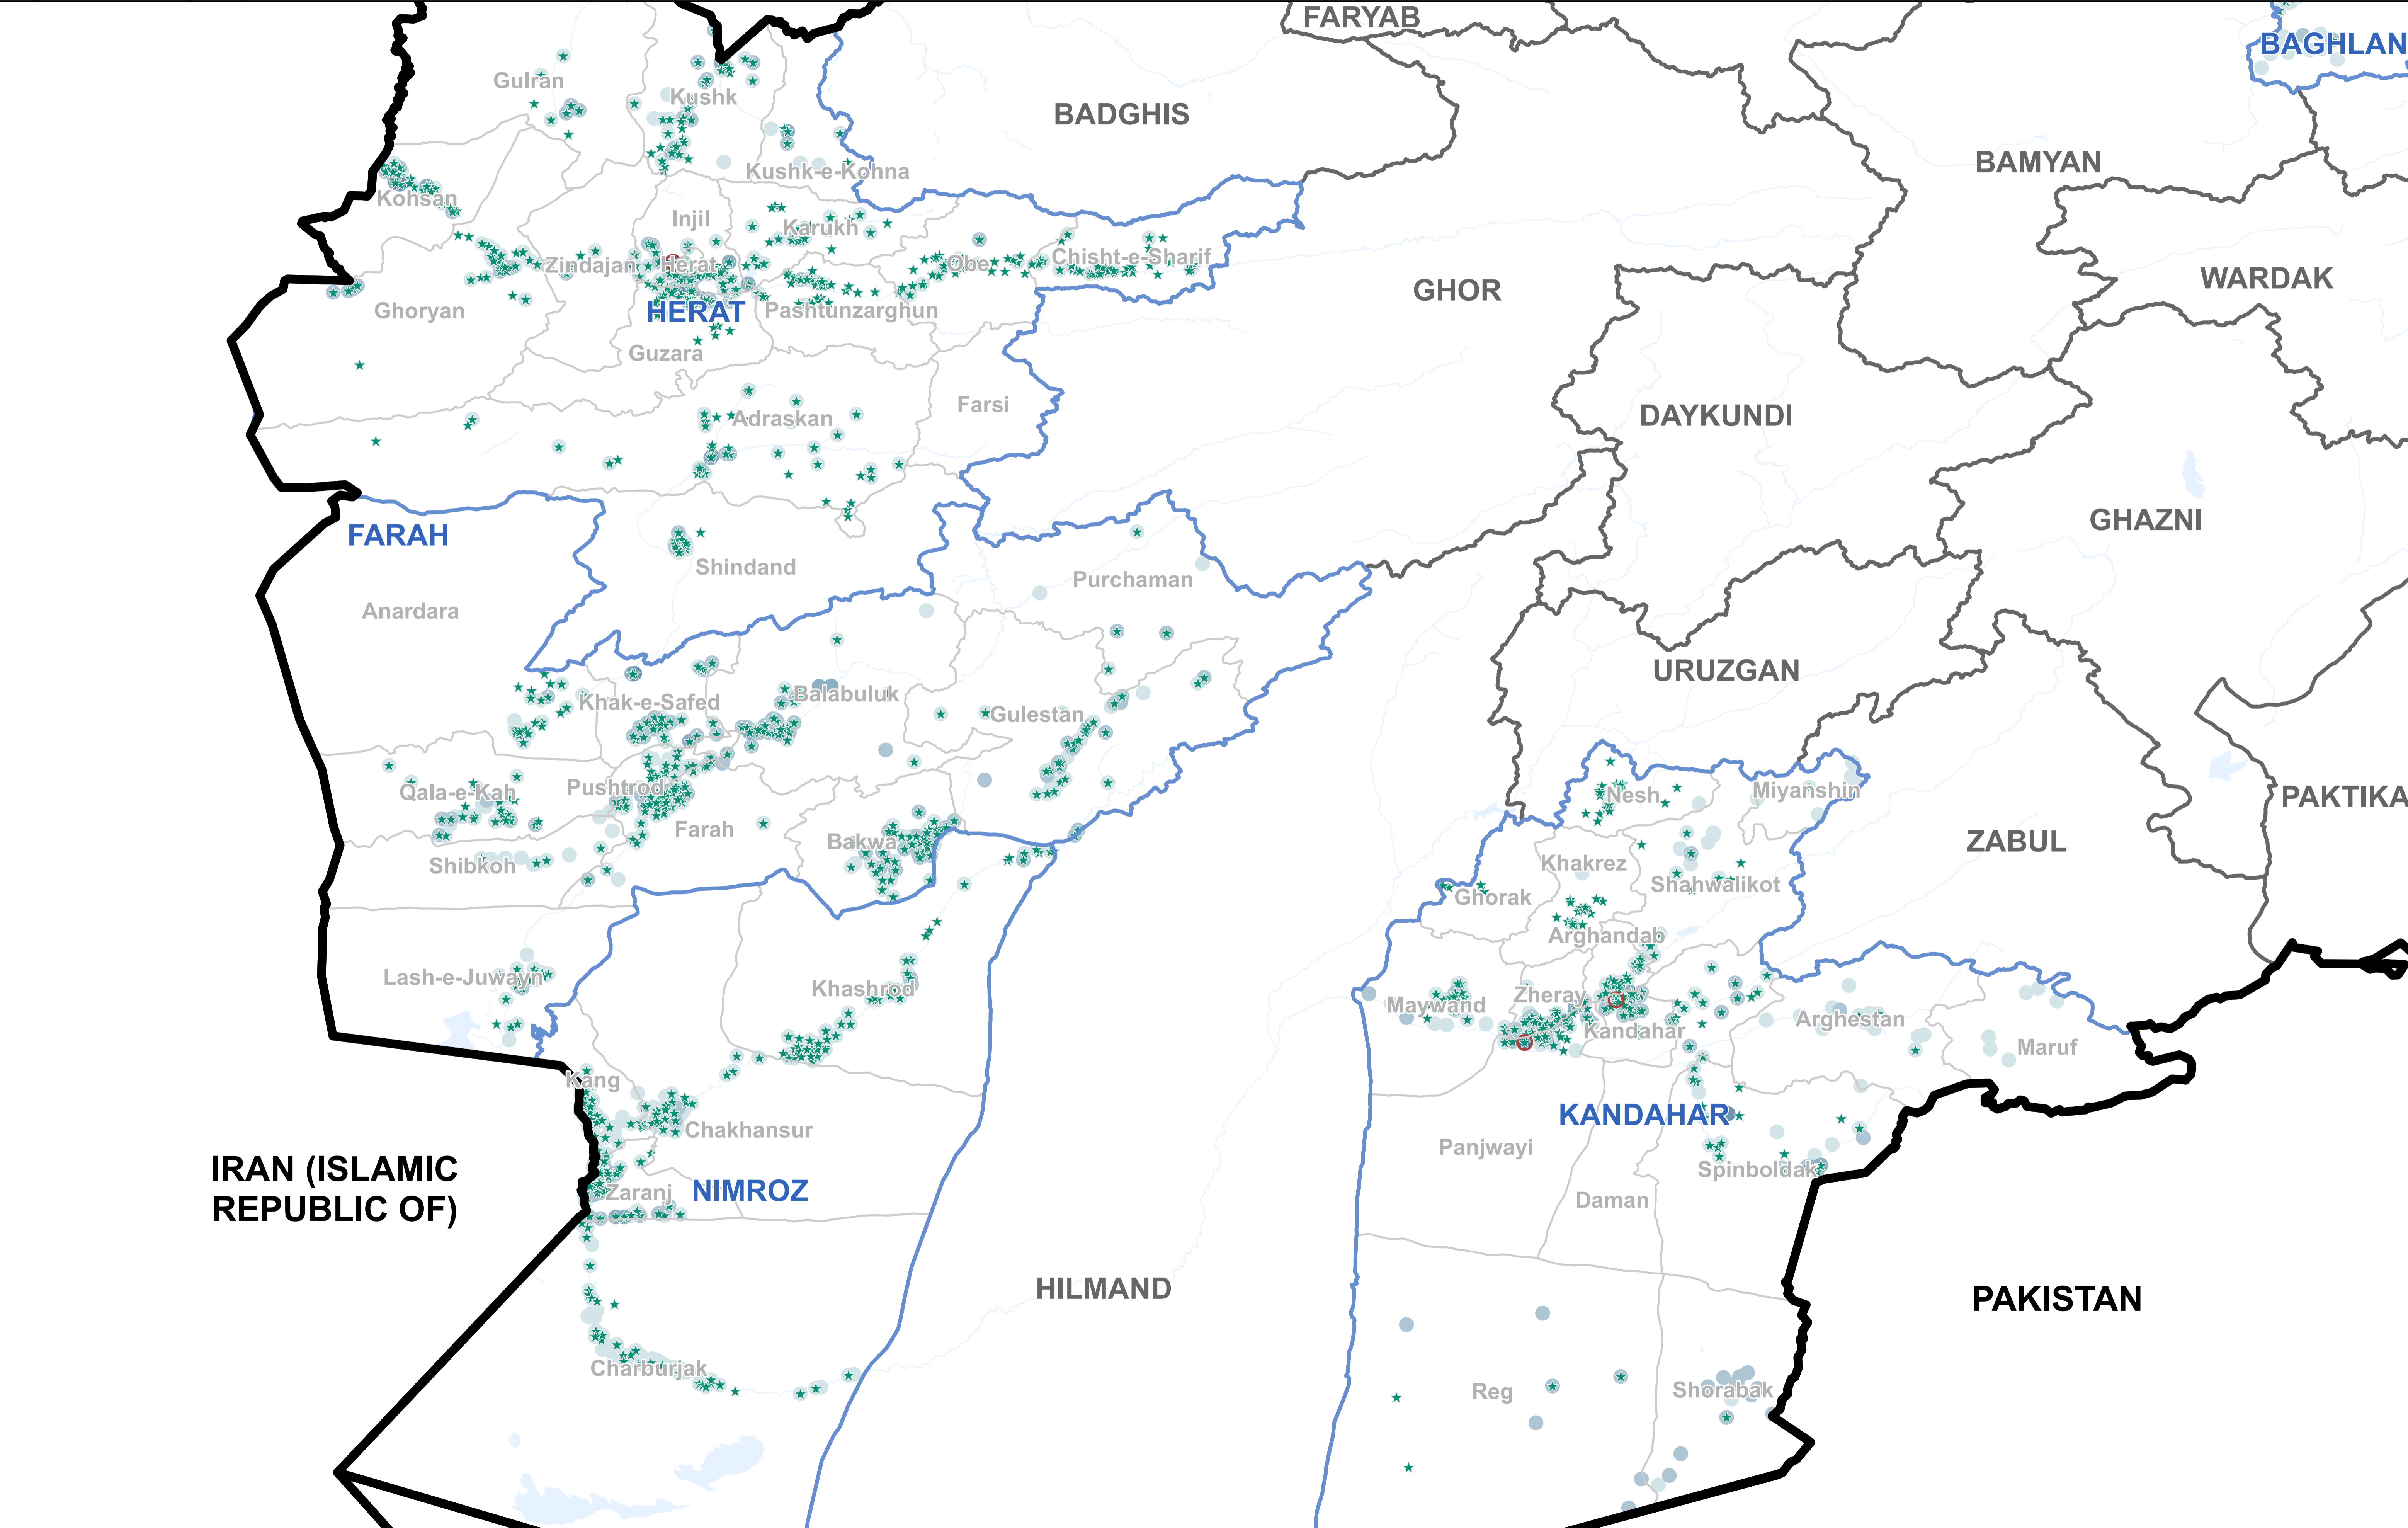 FARYAB
BAGHLAN
Gulran
Kushk
BADGHIS
BAMYAN
Kushk-e-Kohna
Kohsan
Injil
Karukh
Zindajan
Herat
Obe
Chisht-e-Sharif
WARDAK
GHOR
Ghoryan
HERAT
Pashtunzarghun
Guzara
Farsi
Adraskan
DAYKUNDI
GHAZNI
FARAH
Shindand
Purchaman
Anardara
URUZGAN
Khak-e-Safed
Balabuluk
Gulestan
Qala-e-Kah
Pushtrod
Nesh
Miyanshin
PAKTIKA
Farah
Bakwa
ZABUL
Shibkoh
Khakrez
Shahwalikot
Ghorak
Arghandab
Lash-e-Juwayn
Khashrod
Maywand
Zheray
Kandahar
Arghestan
Maruf
Kang
Chakhansur
KANDAHAR
Panjwayi
Spinboldak
IRAN (ISLAMIC
REPUBLIC OF)
Zaranj
NIMROZ
Daman
HILMAND
PAKISTAN
Charburjak
Reg
Shorabak